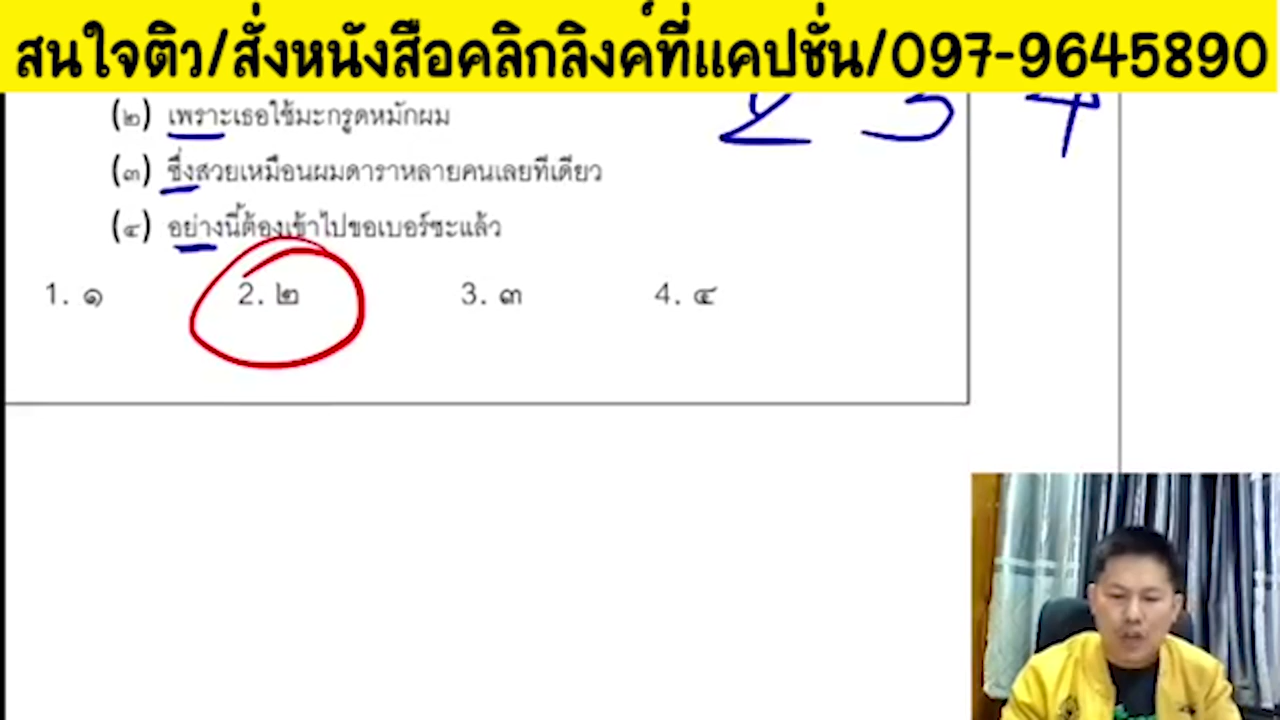 สนใจติว/สั่งหนังสือคลิกลิงค์ที่แคปชั่น/097-9645890
2 3 4
(๒) เพราะเธอใช้มะกรูดหมักผม
(๓) ซึ่งสวยเหมือนผมดาราหลายคนเลยทีเดียว
(๔) อย่างนี้ต้องเข้าไปขอเบอร์ซะแล้ว
1. ๑ 2. ๒ 3. ๓ 4. ๔